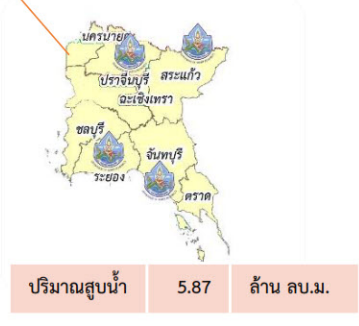 นครนายก
ปราจีนบุรี
สระแก้ว
ฉะเชิงเทรา
ชลบุรี
จันทบุรี
ระยอง
ตราด
ปริมาณสูบน้ำ 5.87 ล้าน ลบ.ม.